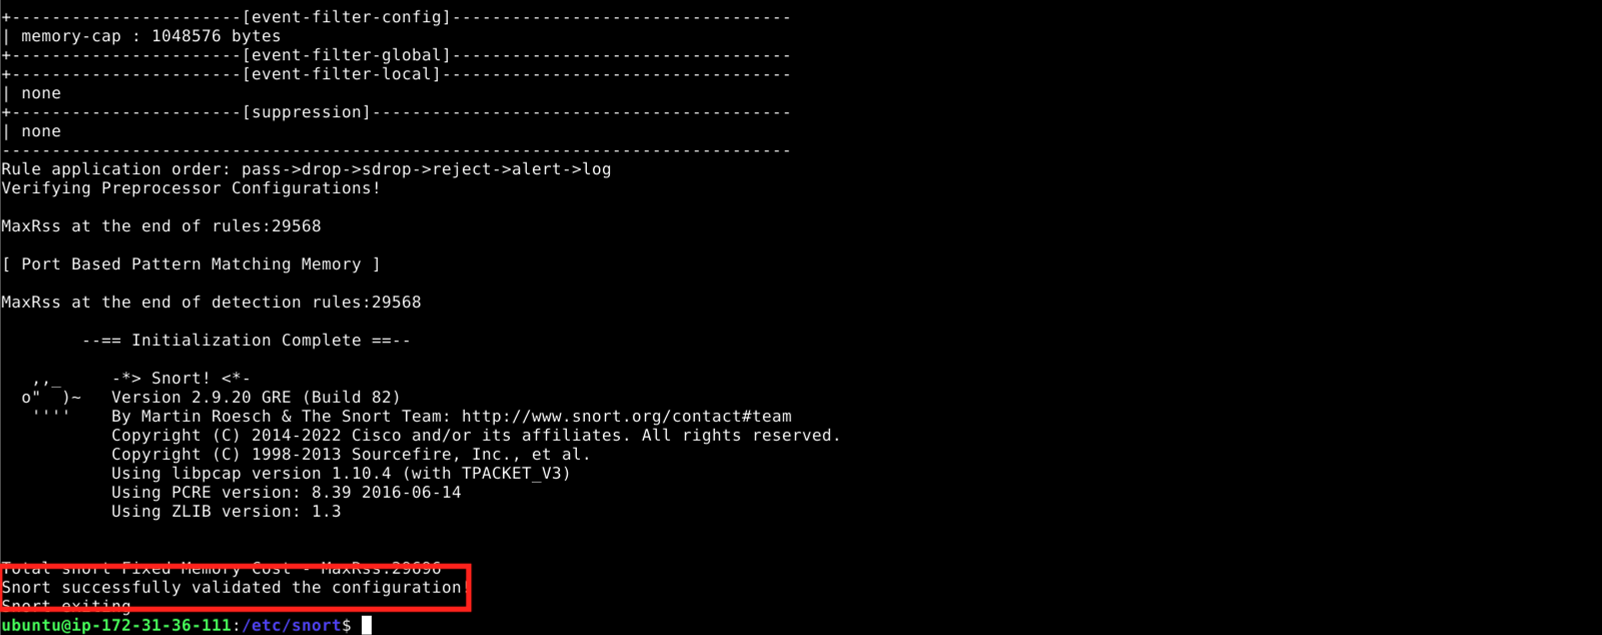 +-----------------------[event-filter-config]----------------------------------
| memory-cap : 1048576 bytes
+-----------------------[event-filter-global]----------------------------------
+-----------------------[event-filter-local]-----------------------------------
| none
+-----------------------[suppression]------------------------------------------
| none
-------------------------------------------------------------------------------
Rule application order: pass->drop->sdrop->reject->alert->log
Verifying Preprocessor Configurations!
MaxRss at the end of rules:29568
[ Port Based Pattern Matching Memory ]
MaxRss at the end of detection rules:29568
--== Initialization Complete ==--
,,_     -*> Snort! <*-
o"  )~   Version 2.9.20 GRE (Build 82)
''''    By Martin Roesch & The Snort Team: http://www.snort.org/contact#team
Copyright (C) 2014-2022 Cisco and/or its affiliates. All rights reserved.
Copyright (C) 1998-2013 Sourcefire, Inc., et al.
Using libpcap version 1.10.4 (with TPACKET_V3)
Using PCRE version: 8.39 2016-06-14
Using ZLIB version: 1.3
Total snort Fixed Memory Cost - MaxRss:29696
Snort successfully validated the configuration!
Snort exiting
ubuntu@ip-172-31-36-111:/etc/snort$